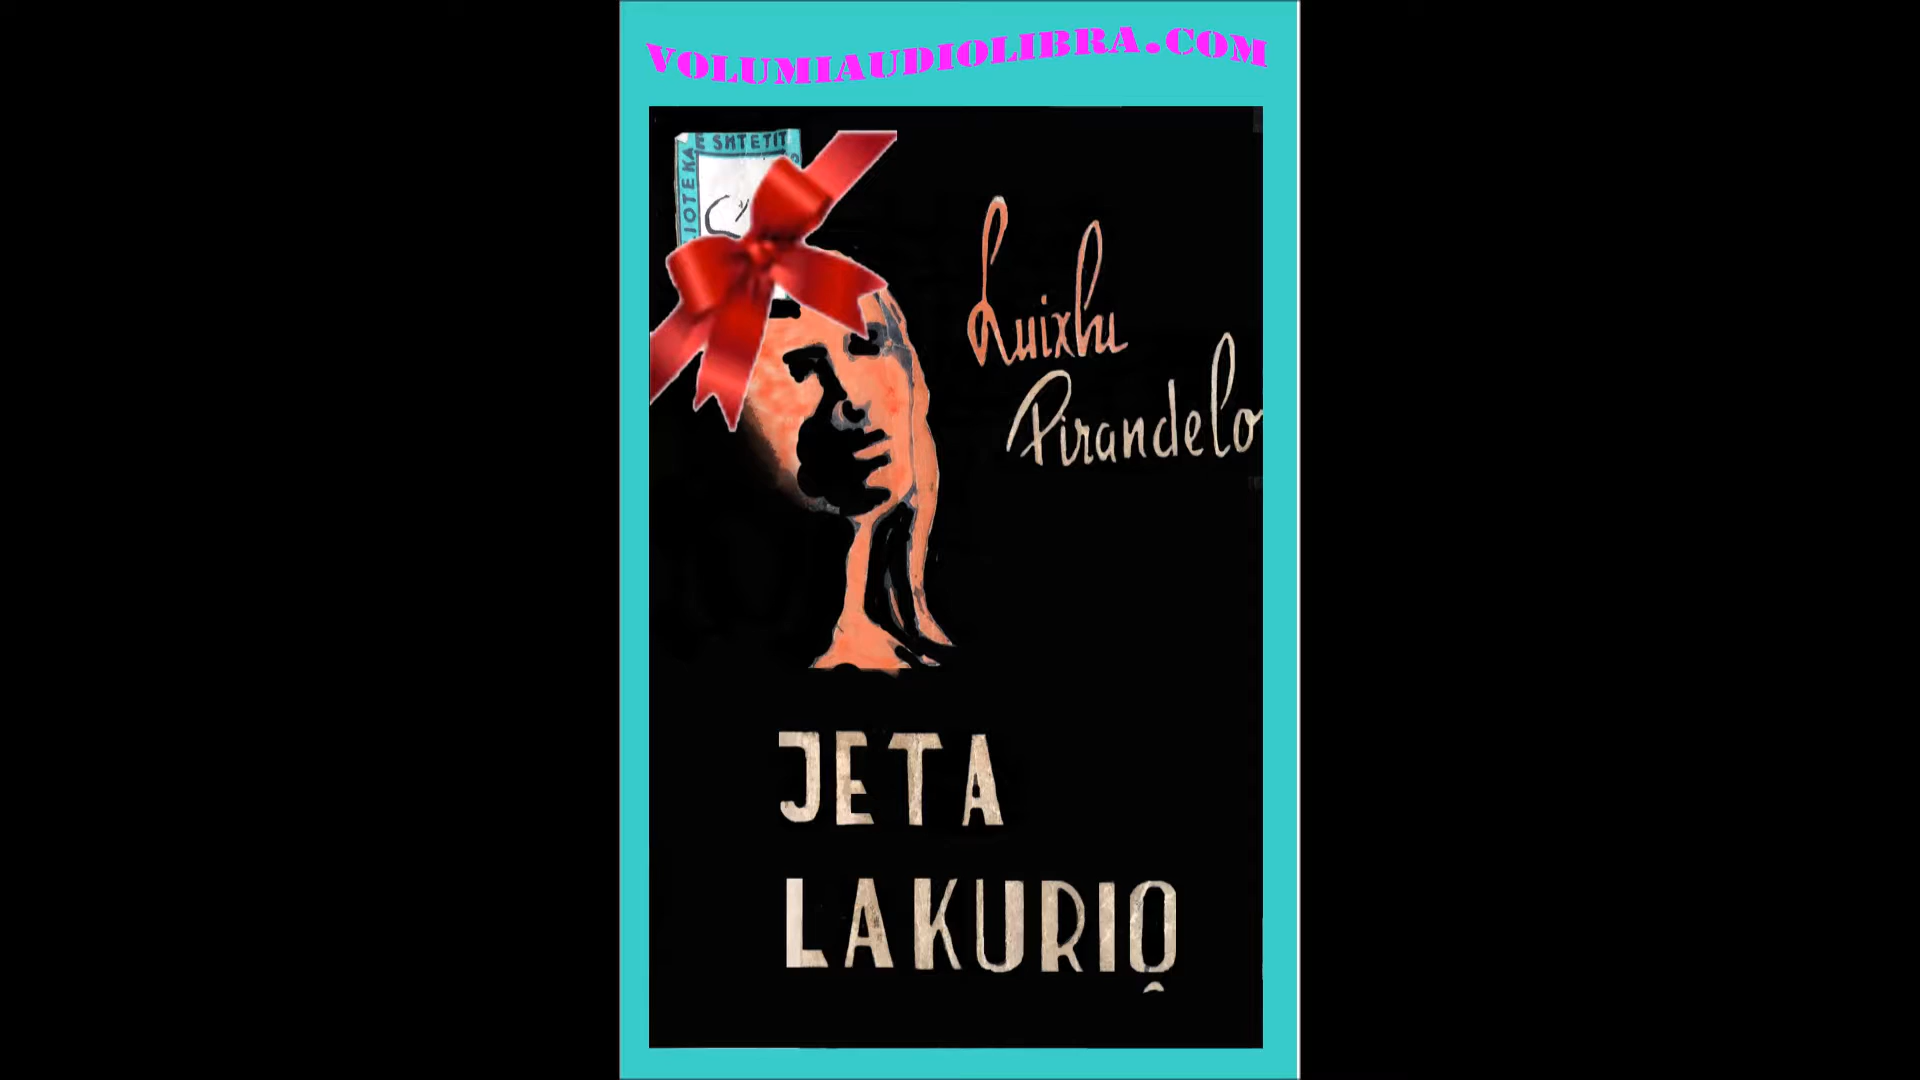 VOLUMIAUDIOLIBRA.COM
E SHTETIT
Luixhi
Pirandelo
JETA
LAKURIQ